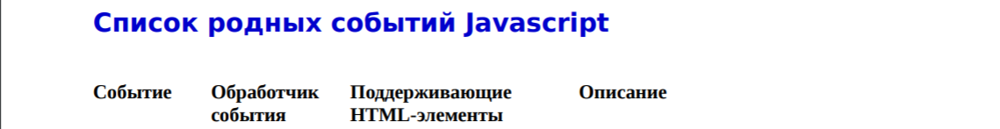 Список родных событий Javascript
Событие Обработчик Поддерживающие Описание
события HTML-элементы